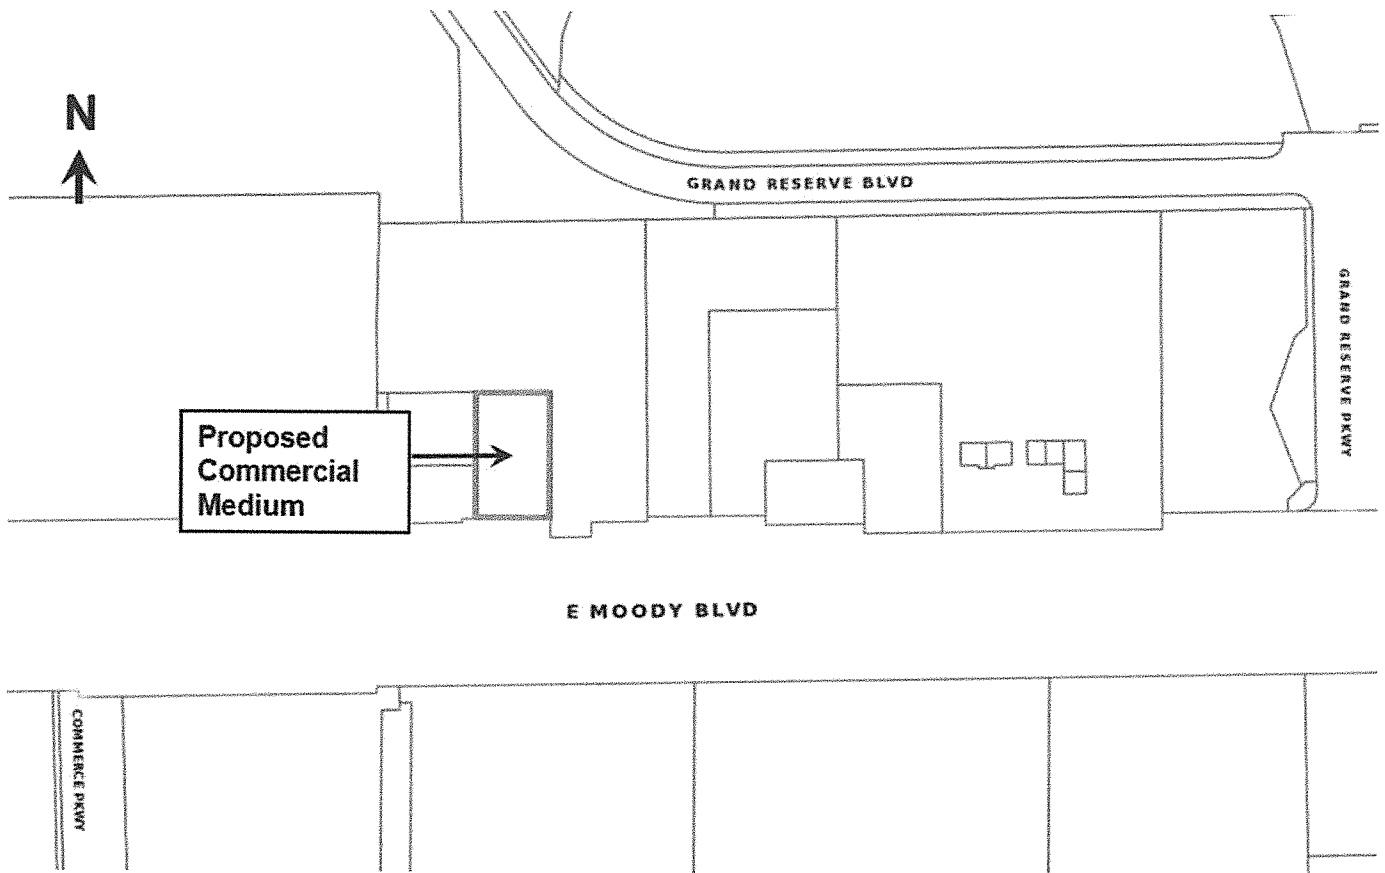 N
GRAND RESERVE BLVD
GRAND RESERVE PKWY
Proposed
Commercial
Medium
E MOODY BLVD
COMMERCE PKWY